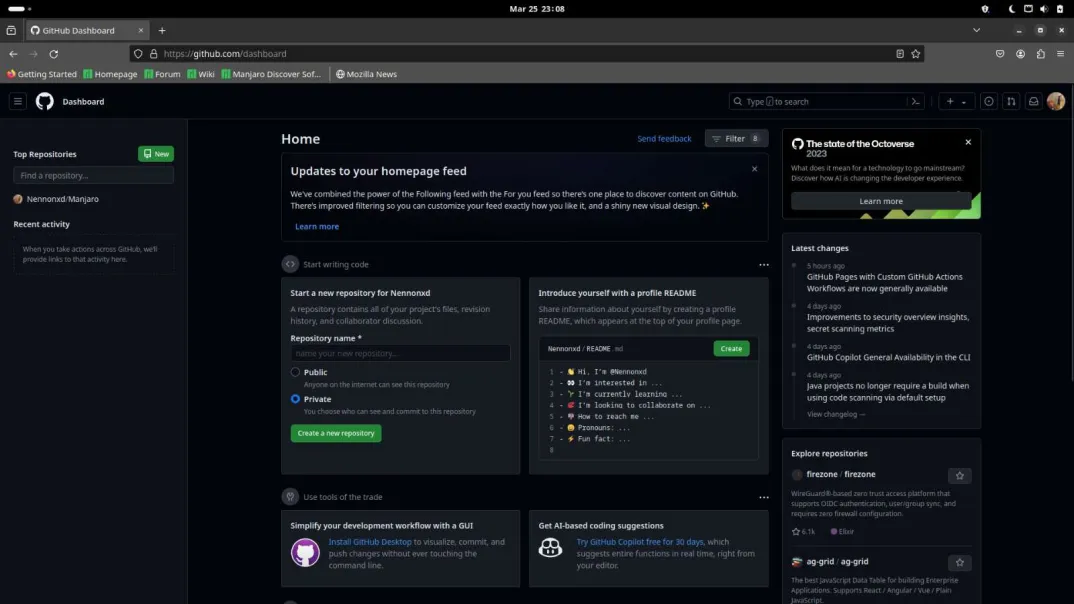 Mar 25 23:08
GitHub Dashboard
https://github.com/dashboard
Getting Started Homepage Forum Wiki Manjaro Discover Sof... Mozilla News
Dashboard
Type / to search
Top Repositories
New
Find a repository...
Nennonxd/Manjaro
Recent activity
When you take actions across GitHub, we'll
provide links to that activity here.
Home
Send feedback
Filter 8
Updates to your homepage feed
We've combined the power of the Following feed with the For you feed so there's one place to discover content on GitHub.
There's improved filtering so you can customize your feed exactly how you like it, and a shiny new visual design. ✨
Learn more
Start writing code
Start a new repository for Nennonxd
A repository contains all of your project's files, revision
history, and collaborator discussion.
Repository name *
name your new repository...
Public
Anyone on the internet can see this repository
Private
You choose who can see and commit to this repository
Create a new repository
Introduce yourself with a profile README
Share information about yourself by creating a profile
README, which appears at the top of your profile page.
Nennonxd / README .md
Create
1 - 👋 Hi, I'm @Nennonxd
2 - 👀 I'm interested in ...
3 - 🌱 I'm currently learning ...
4 - 💞️ I'm looking to collaborate on ...
5 - 📫 How to reach me ...
6 - 😄 Pronouns: ...
7 - ⚡ Fun fact: ...
8
Use tools of the trade
Simplify your development workflow with a GUI
Install GitHub Desktop to visualize, commit, and
push changes without ever touching the
command line.
Get AI-based coding suggestions
Try GitHub Copilot free for 30 days, which
suggests entire functions in real time, right from
your editor.
The state of the Octoverse
2023
What does it mean for a technology to go mainstream?
Discover how AI is changing the developer experience.
Learn more
Latest changes
5 hours ago
GitHub Pages with Custom GitHub Actions
Workflows are now generally available
4 days ago
Improvements to security overview insights,
secret scanning metrics
4 days ago
GitHub Copilot General Availability in the CLI
4 days ago
Java projects no longer require a build when
using code scanning via default setup
View changelog →
Explore repositories
firezone / firezone
WireGuard®-based zero trust access platform that
supports OIDC authentication, user/group sync, and
requires zero firewall configuration.
6.1k Elixir
ag-grid / ag-grid
The best JavaScript Data Table for building Enterprise
Applications. Supports React / Angular / Vue / Plain
JavaScript.